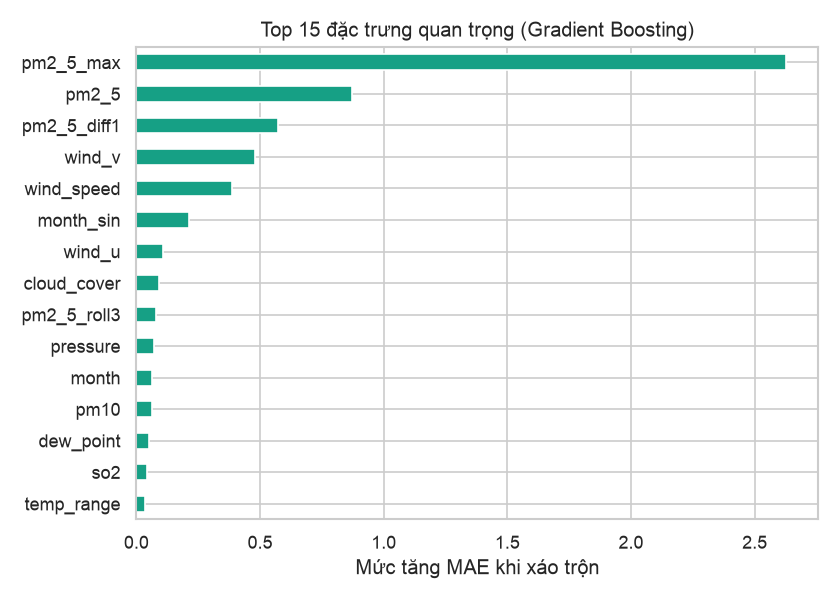 Top 15 đặc trưng quan trọng (Gradient Boosting)
pm2_5_max
pm2_5
pm2_5_diff1
wind_v
wind_speed
month_sin
wind_u
cloud_cover
pm2_5_roll3
pressure
month
pm10
dew_point
so2
temp_range
0.0 0.5 1.0 1.5 2.0 2.5
Mức tăng MAE khi xáo trộn